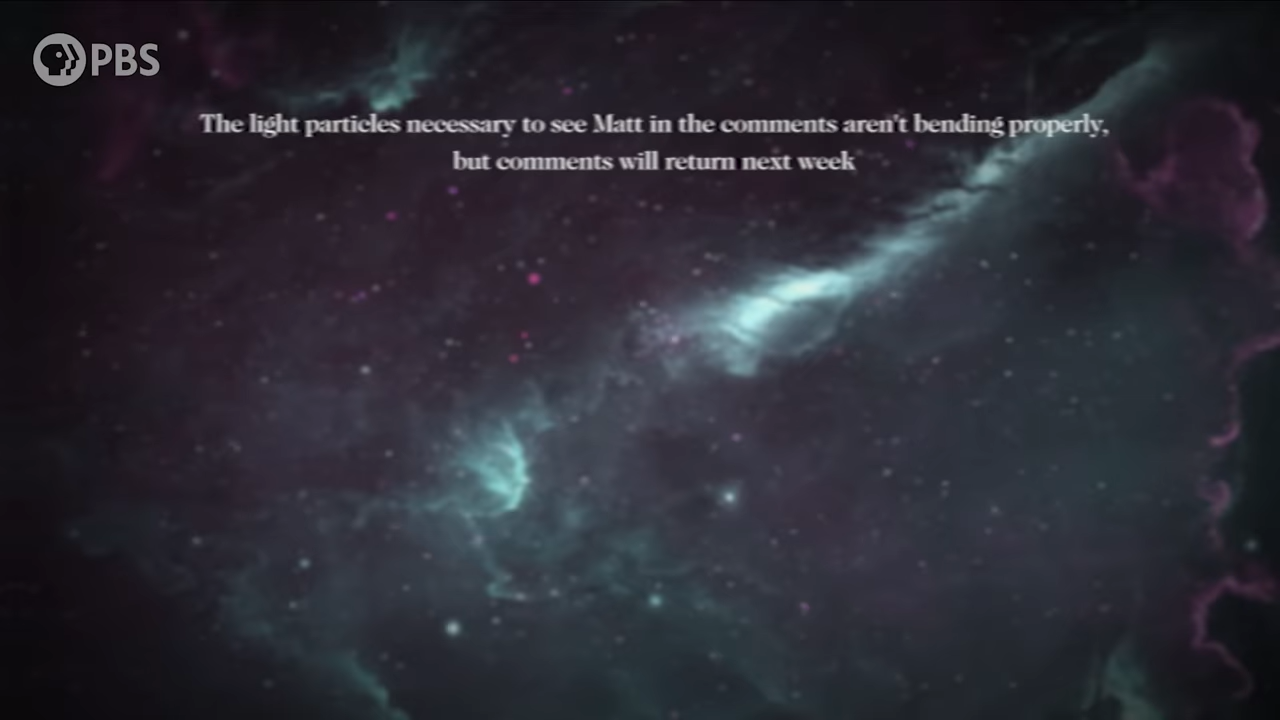 PBS
The light particles necessary to see Matt in the comments aren't bending properly,
but comments will return next week